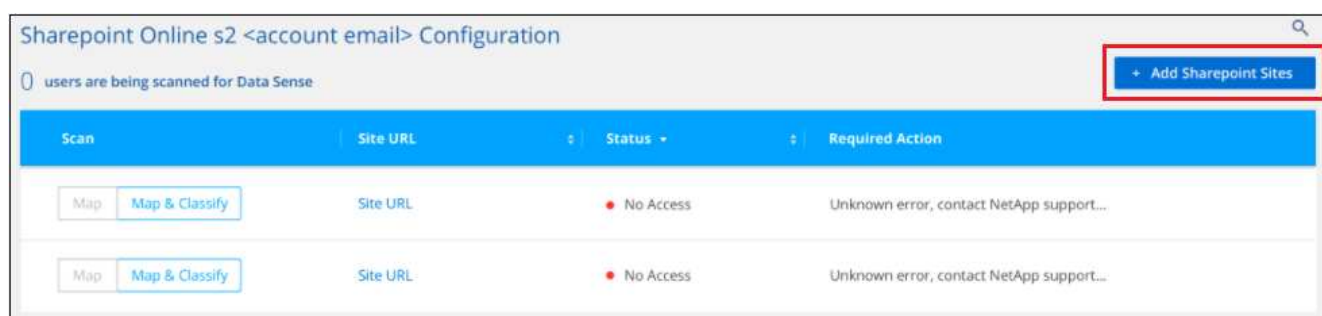 Sharepoint Online s2 <account email> Configuration
0 users are being scanned for Data Sense
+ Add Sharepoint Sites
Scan Site URL Status Required Action
Map Map & Classify Site URL No Access Unknown error, contact NetApp support...
Map Map & Classify Site URL No Access Unknown error, contact NetApp support...